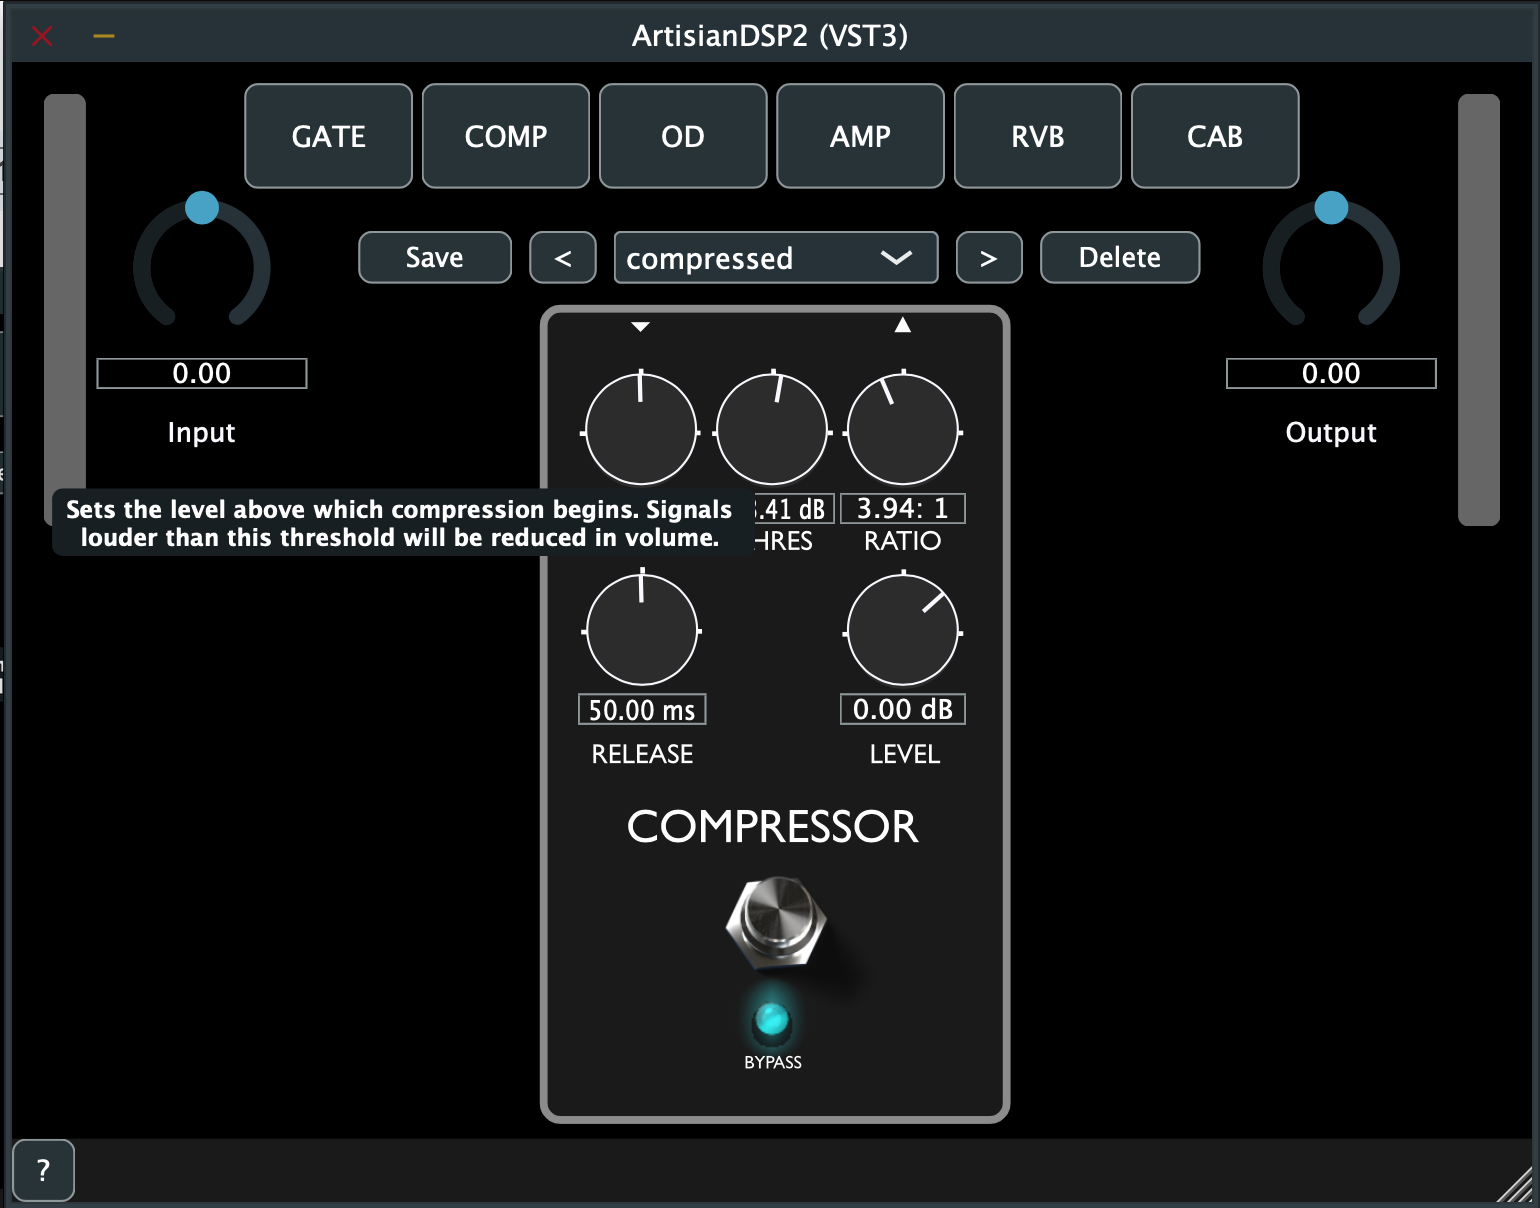 ArtisianDSP2 (VST3)
GATE
COMP
OD
AMP
RVB
CAB
Save
<
compressed
>
Delete
0.00
Input
0.00
Output
Sets the level above which compression begins. Signals
louder than this threshold will be reduced in volume.
.41 dB
3.94: 1
HRES
RATIO
50.00 ms
0.00 dB
RELEASE
LEVEL
COMPRESSOR
BYPASS
?